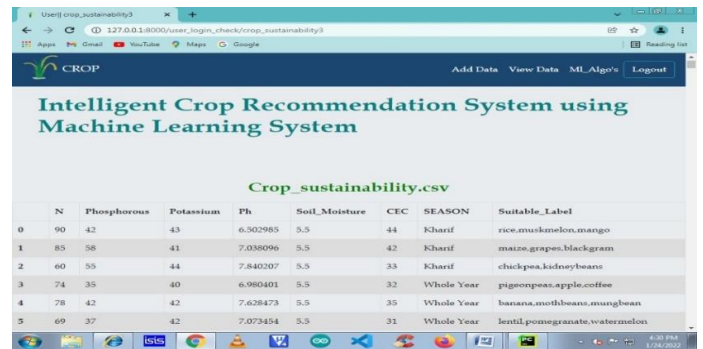 User|| crop_sustainability3
127.0.0.1:8000/user_login_check/crop_sustainability3
Apps Gmail YouTube Maps Google Reading list
CROP Add Data View Data Ml_Algo's Logout
Intelligent Crop Recommendation System using
Machine Learning System
Crop_sustainability.csv
N Phosphorous Potassium Ph Soil_Moisture CEC SEASON Suitable_Label
0 90 42 43 6.502985 5.5 44 Kharif rice,muskmelon,mango
1 85 58 41 7.038096 5.5 42 Kharif maize,grapes,blackgram
2 60 55 44 7.840207 5.5 33 Kharif chickpea,kidneybeans
3 74 35 40 6.980401 5.5 32 Whole Year pigeonpeas,apple,coffee
4 78 42 42 7.628473 5.5 35 Whole Year banana,mothbeans,mungbean
5 69 37 42 7.073454 5.5 31 Whole Year lentil,pomegranate,watermelon
isis 4:20 PM
1/24/2022